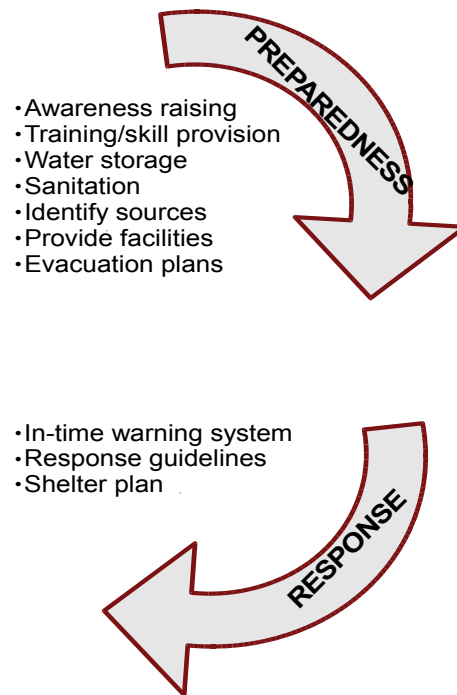 PREPAREDNESS
·Awareness raising
·Training/skill provision
·Water storage
·Sanitation
·Identify sources
·Provide facilities
·Evacuation plans
·In-time warning system
·Response guidelines
·Shelter plan
RESPONSE